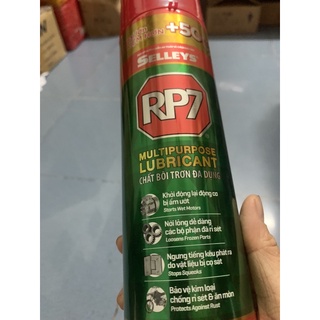 +50
SELLEYS
RP7
MULTIPURPOSE
LUBRICANT
CHẤT BÔI TRƠN ĐA DỤNG
Khởi động lại động cơ
bị ẩm ướt
Starts Wet Motors
Nới lỏng dễ dàng
các bộ phận đã rỉ sét
Loosens Frozen Parts
Ngưng tiếng kêu phát ra
do vật liệu bị cọ sát
Stops Squeaks
Bảo vệ kim loại
chống rỉ sét & ăn mòn
Protects Against Rust